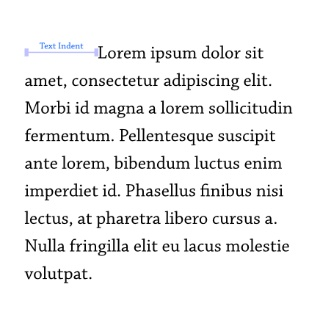 Text Indent
Lorem ipsum dolor sit
amet, consectetur adipiscing elit.
Morbi id magna a lorem sollicitudin
fermentum. Pellentesque suscipit
ante lorem, bibendum luctus enim
imperdiet id. Phasellus finibus nisi
lectus, at pharetra libero cursus a.
Nulla fringilla elit eu lacus molestie
volutpat.